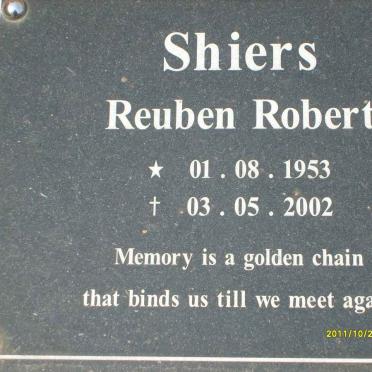 Shiers
Reuben Robert
★ 01 . 08 . 1953
† 03 . 05 . 2002
Memory is a golden chain
that binds us till we meet aga
2011/10/2